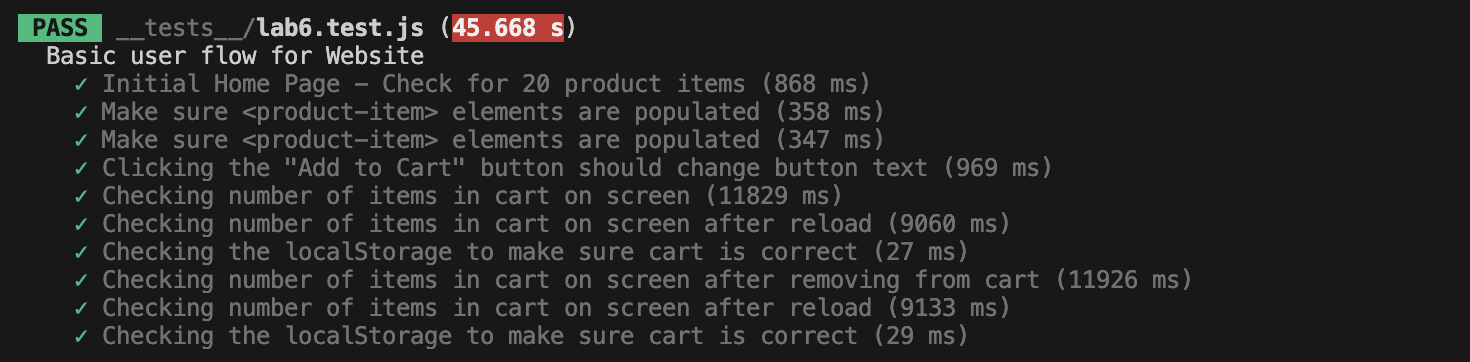 PASS __tests__/lab6.test.js (45.668 s)
Basic user flow for Website
✓ Initial Home Page – Check for 20 product items (868 ms)
✓ Make sure <product-item> elements are populated (358 ms)
✓ Make sure <product-item> elements are populated (347 ms)
✓ Clicking the "Add to Cart" button should change button text (969 ms)
✓ Checking number of items in cart on screen (11829 ms)
✓ Checking number of items in cart on screen after reload (9060 ms)
✓ Checking the localStorage to make sure cart is correct (27 ms)
✓ Checking number of items in cart on screen after removing from cart (11926 ms)
✓ Checking number of items in cart on screen after reload (9133 ms)
✓ Checking the localStorage to make sure cart is correct (29 ms)